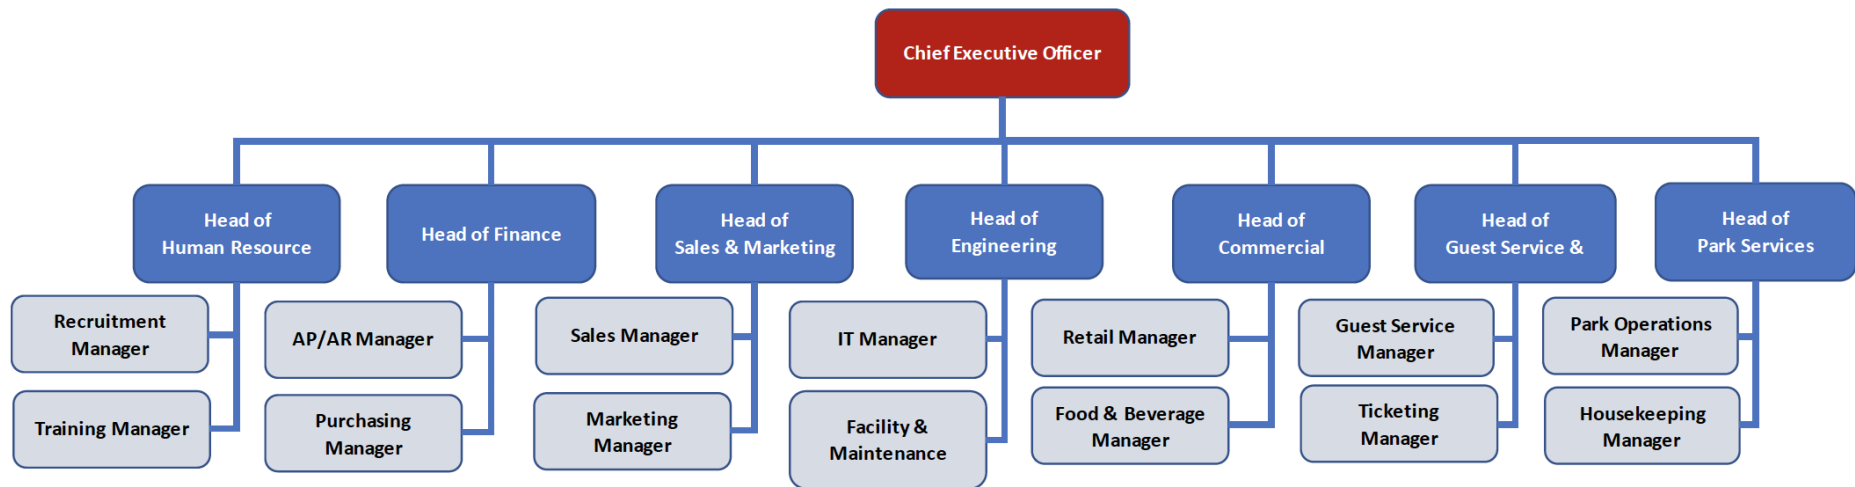 Chief Executive Officer
Head of
Human Resource
Head of Finance
Head of
Sales & Marketing
Head of
Engineering
Head of
Commercial
Head of
Guest Service &
Head of
Park Services
Recruitment
Manager
AP/AR Manager
Sales Manager
IT Manager
Retail Manager
Guest Service
Manager
Park Operations
Manager
Training Manager
Purchasing
Manager
Marketing
Manager
Facility &
Maintenance
Food & Beverage
Manager
Ticketing
Manager
Housekeeping
Manager